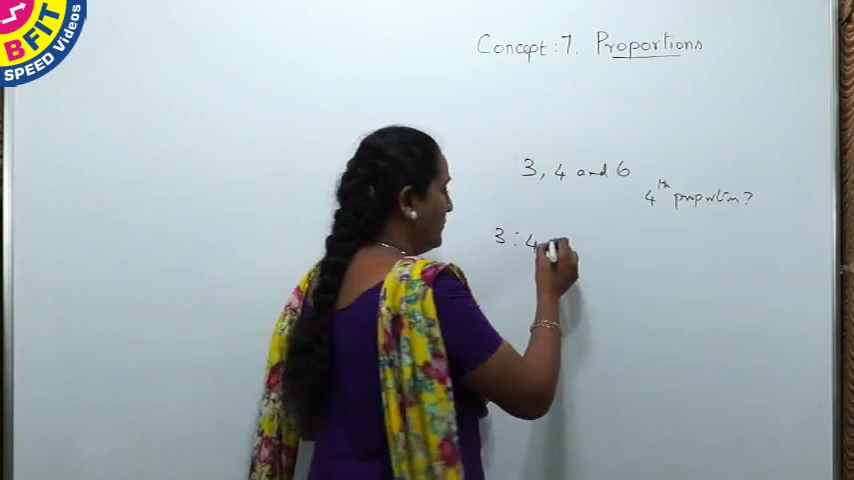 BFIT
SPEED Videos
Concept : 7. Proportions
3, 4 and 6
4th proportion?
3 : 4